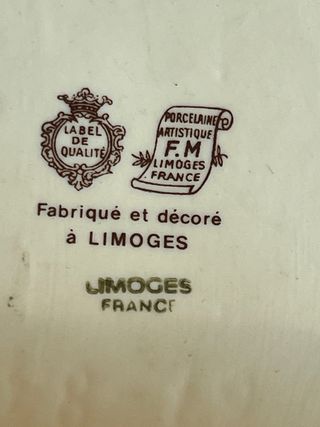 LABEL
DE
QUALITÉ
PORCELAINE
ARTISTIQUE
F.M
LIMOGES
FRANCE
Fabriqué et décoré
à LIMOGES
LIMOGES
FRANCE